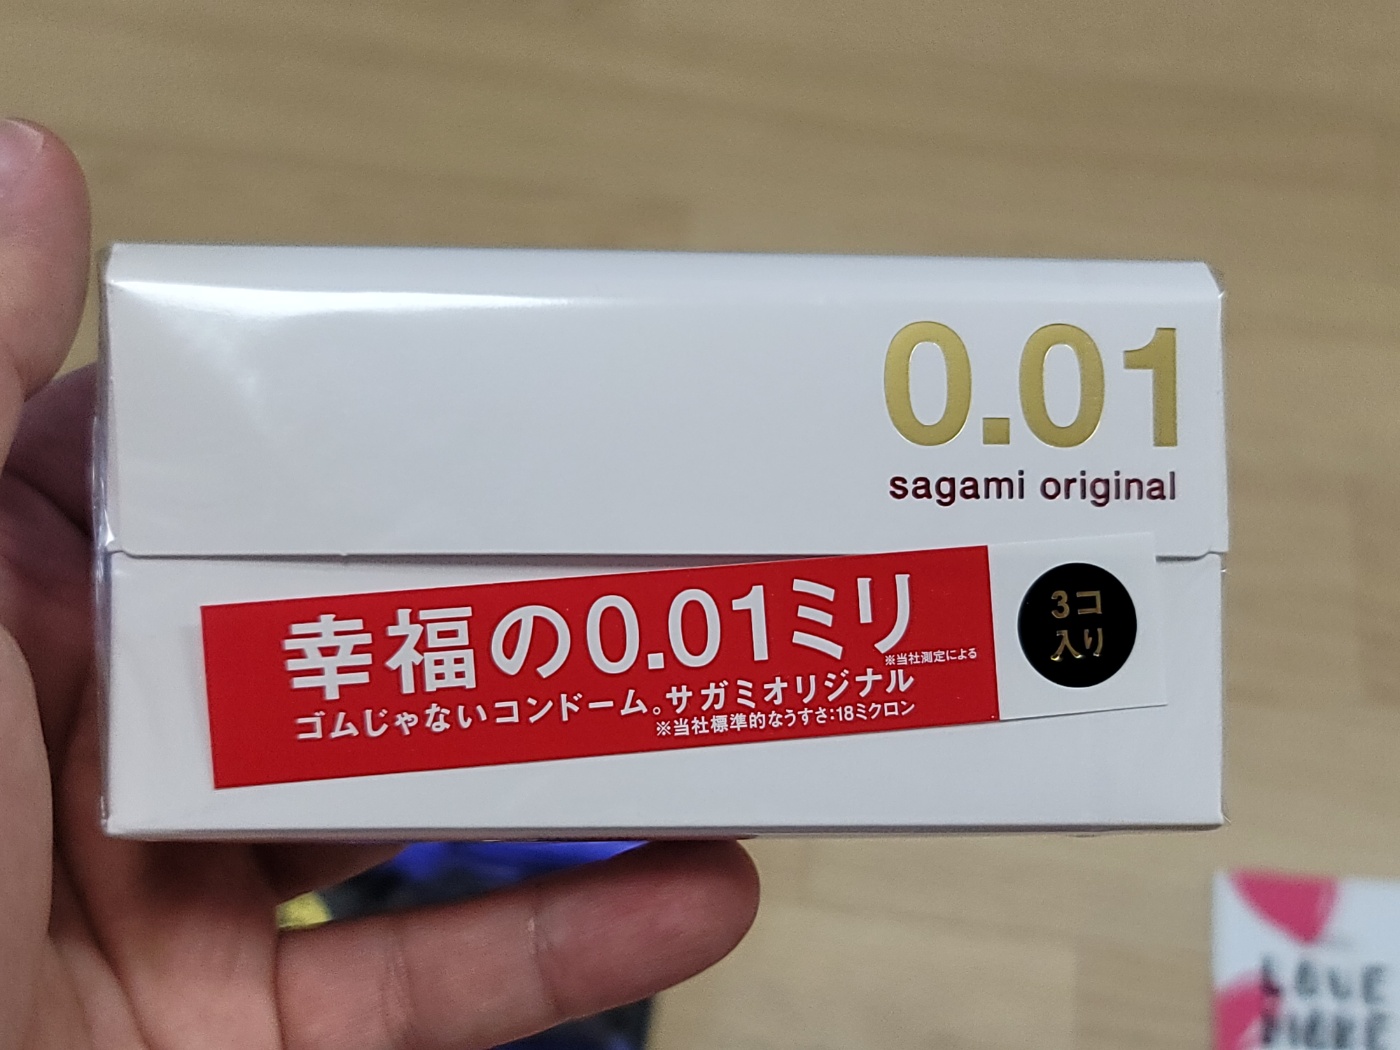 0.01
sagami original
幸福の0.01ミリ
※当社測定による
ゴムじゃないコンドーム。サガミオリジナル
※当社標準的なうすさ:18ミクロン
3コ
入り
LOVE